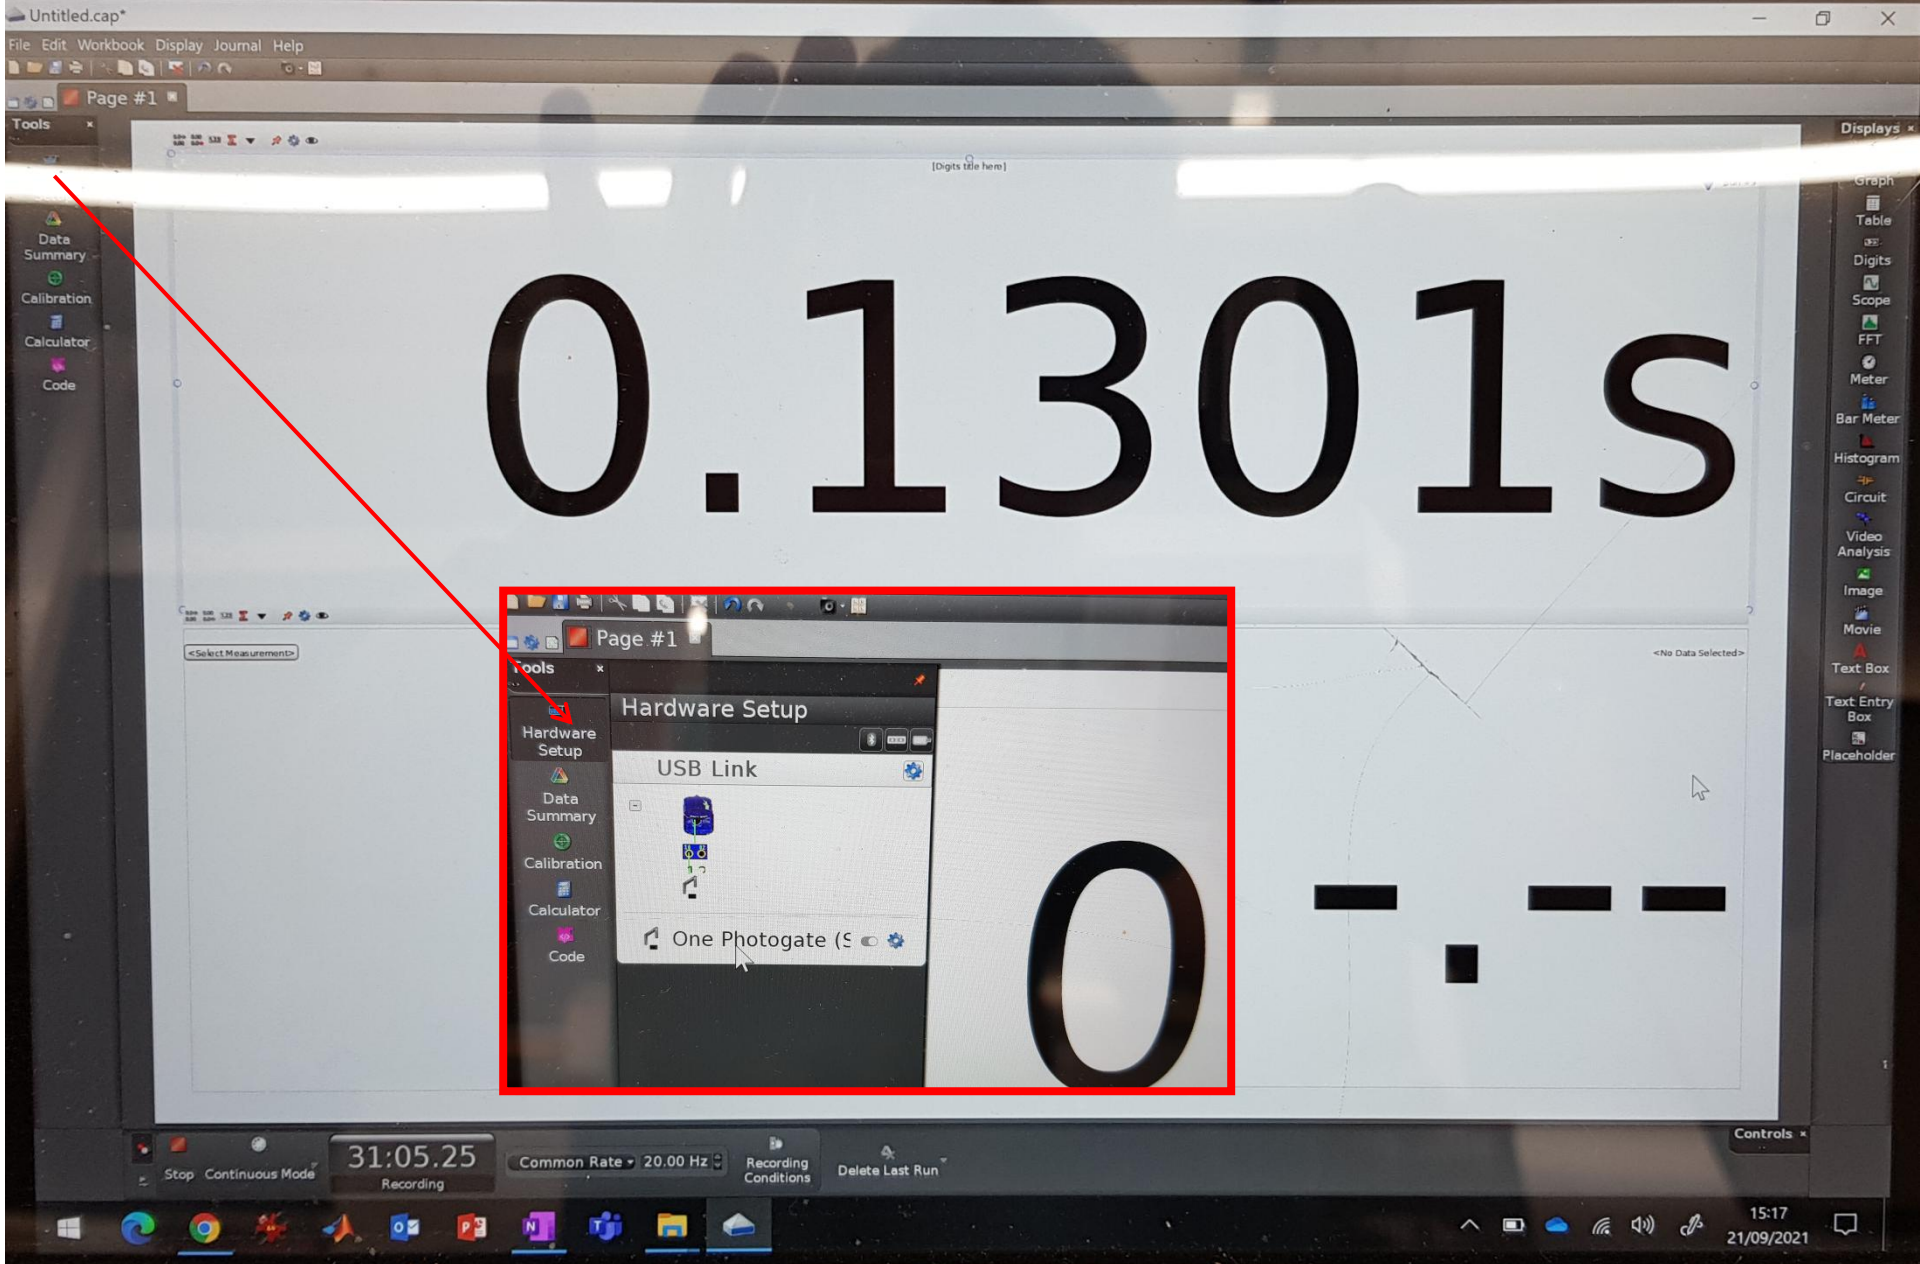 Untitled.cap*
File Edit Workbook Display Journal Help
Page #1
Tools
Data
Summary
Calibration
Calculator
Code
[Digits title here]
0.1301s
<Select Measurement>
<No Data Selected>
-.--
Page #1
Tools
Hardware
Setup
Data
Summary
Calibration
Calculator
Code
Hardware Setup
USB Link
One Photogate (S
0
Displays
Graph
Table
Digits
Scope
FFT
Meter
Bar Meter
Histogram
Circuit
Video
Analysis
Image
Movie
Text Box
Text Entry
Box
Placeholder
Controls
Stop
Continuous Mode
31:05.25
Recording
Common Rate
20.00 Hz
Recording
Conditions
Delete Last Run
15:17
21/09/2021